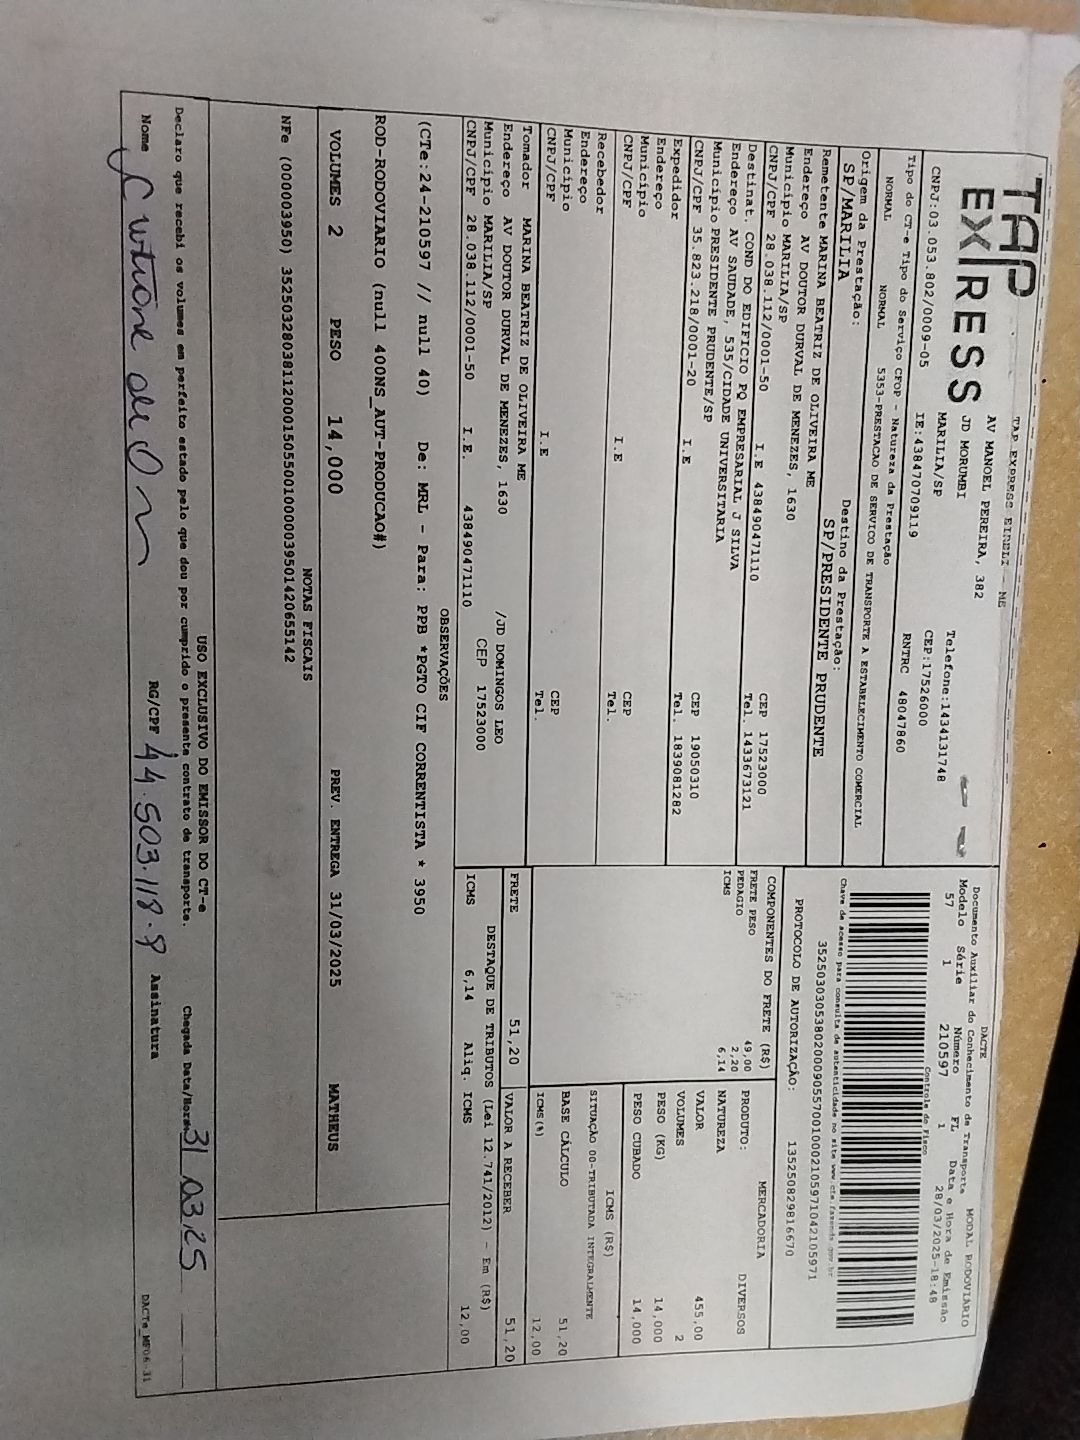 TAP EXPRESS
TAP EXPRESS EIRELI - ME
AV MANOEL PEREIRA, 382
JD MORUMBI
MARILIA/SP
Telefone:1434131748
CEP:17526000
CNPJ:03.053.802/0009-05 IE:438470709119 RNTRC 48047860
DACTE
Documento Auxiliar do Conhecimento de Transporte MODAL RODOVIÁRIO
Modelo Série Número FL Data e Hora de Emissão
57 1 210597 1 28/03/2025-18:48
Controle do Fisco
Chave de acesso para consulta de autenticidade no site www.cte.fazenda.gov.br
35250303053802000905570010002105971042105971
PROTOCOLO DE AUTORIZAÇÃO: 135250829816670
Tipo do CT-e Tipo do Serviço CFOP - Natureza da Prestação
NORMAL NORMAL 5353-PRESTACAO DE SERVICO DE TRANSPORTE A ESTABELECIMENTO COMERCIAL
Origem da Prestação: Destino da Prestação:
SP/MARILIA SP/PRESIDENTE PRUDENTE
Remetente MARINA BEATRIZ DE OLIVEIRA ME
Endereço AV DOUTOR DURVAL DE MENEZES, 1630
Município MARILIA/SP CEP 17523000
CNPJ/CPF 28.038.112/0001-50 I.E 438490471110 Tel. 1433673121
Destinat. COND DO EDIFICIO PQ EMPRESARIAL J SILVA
Endereço AV SAUDADE, 535/CIDADE UNIVERSITARIA
Município PRESIDENTE PRUDENTE/SP CEP 19050310
CNPJ/CPF 35.823.218/0001-20 I.E Tel. 1839081282
Expedidor
Endereço
Município CEP
CNPJ/CPF I.E Tel.
Recebedor
Endereço
Município CEP
CNPJ/CPF I.E Tel.
Tomador MARINA BEATRIZ DE OLIVEIRA ME
Endereço AV DOUTOR DURVAL DE MENEZES, 1630 /JD DOMINGOS LEO
Município MARILIA/SP CEP 17523000
CNPJ/CPF 28.038.112/0001-50 I.E. 438490471110
COMPONENTES DO FRETE (R$)
FRETE PESO 49,00
PEDAGIO 2,20
ICMS 6,14
FRETE 51,20
MERCADORIA
PRODUTO: DIVERSOS
NATUREZA
VALOR 455,00
VOLUMES 2
PESO (KG) 14,000
PESO CUBADO 14,000
ICMS (R$)
SITUAÇÃO 00-TRIBUTADA INTEGRALMENTE
BASE CÁLCULO 51,20
ICMS(%) 12,00
VALOR A RECEBER 51,20
DESTAQUE DE TRIBUTOS (Lei 12.741/2012) - Em (R$)
ICMS 6,14 Aliq. ICMS 12,00
OBSERVAÇÕES
(CTe:24-210597 // null 40) De: MRL - Para: PPB *PGTO CIF CORRENTISTA * 3950
ROD-RODOVIARIO (null 400NS_AUT-PRODUCAO#)
VOLUMES 2 PESO 14,000 PREV. ENTREGA 31/03/2025 MATHEUS
NOTAS FISCAIS
NFe (000003950) 35250328038112000150550010000039501420655142
USO EXCLUSIVO DO EMISSOR DO CT-e
Declaro que recebi os volumes em perfeito estado pelo que dou por cumprido o presente contrato de transporte. Chegada Data/Hora: 31 03 25
Nome RG/CPF 44.503.118-9 Assinatura
DACTe_MF06-31